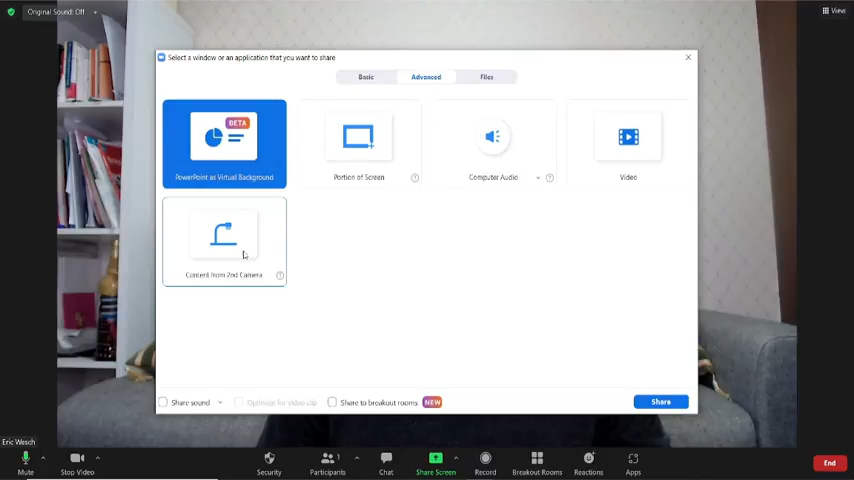 Original Sound: Off
View
Select a window or an application that you want to share
Basic
Advanced
Files
BETA
PowerPoint as Virtual Background
Portion of Screen
Computer Audio
Video
Content from 2nd Camera
Share sound
Optimize for video clip
Share to breakout rooms
NEW
Share
Eric Wesch
Mute
Stop Video
Security
Participants
1
Chat
Share Screen
Record
Breakout Rooms
Reactions
Apps
End